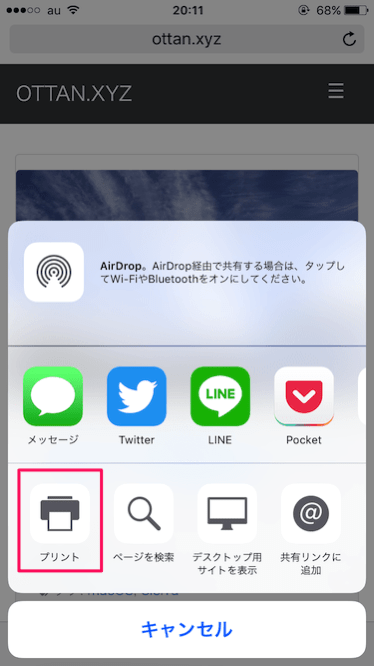 au
20:11
68%
ottan.xyz
OTTAN.XYZ
AirDrop。AirDrop経由で共有する場合は、タップし
てWi-FiやBluetoothをオンにしてください。
メッセージ
Twitter
LINE
LINE
Pocket
プリント
ページを検索
デスクトップ用
サイトを表示
共有リンクに
追加
キャンセル